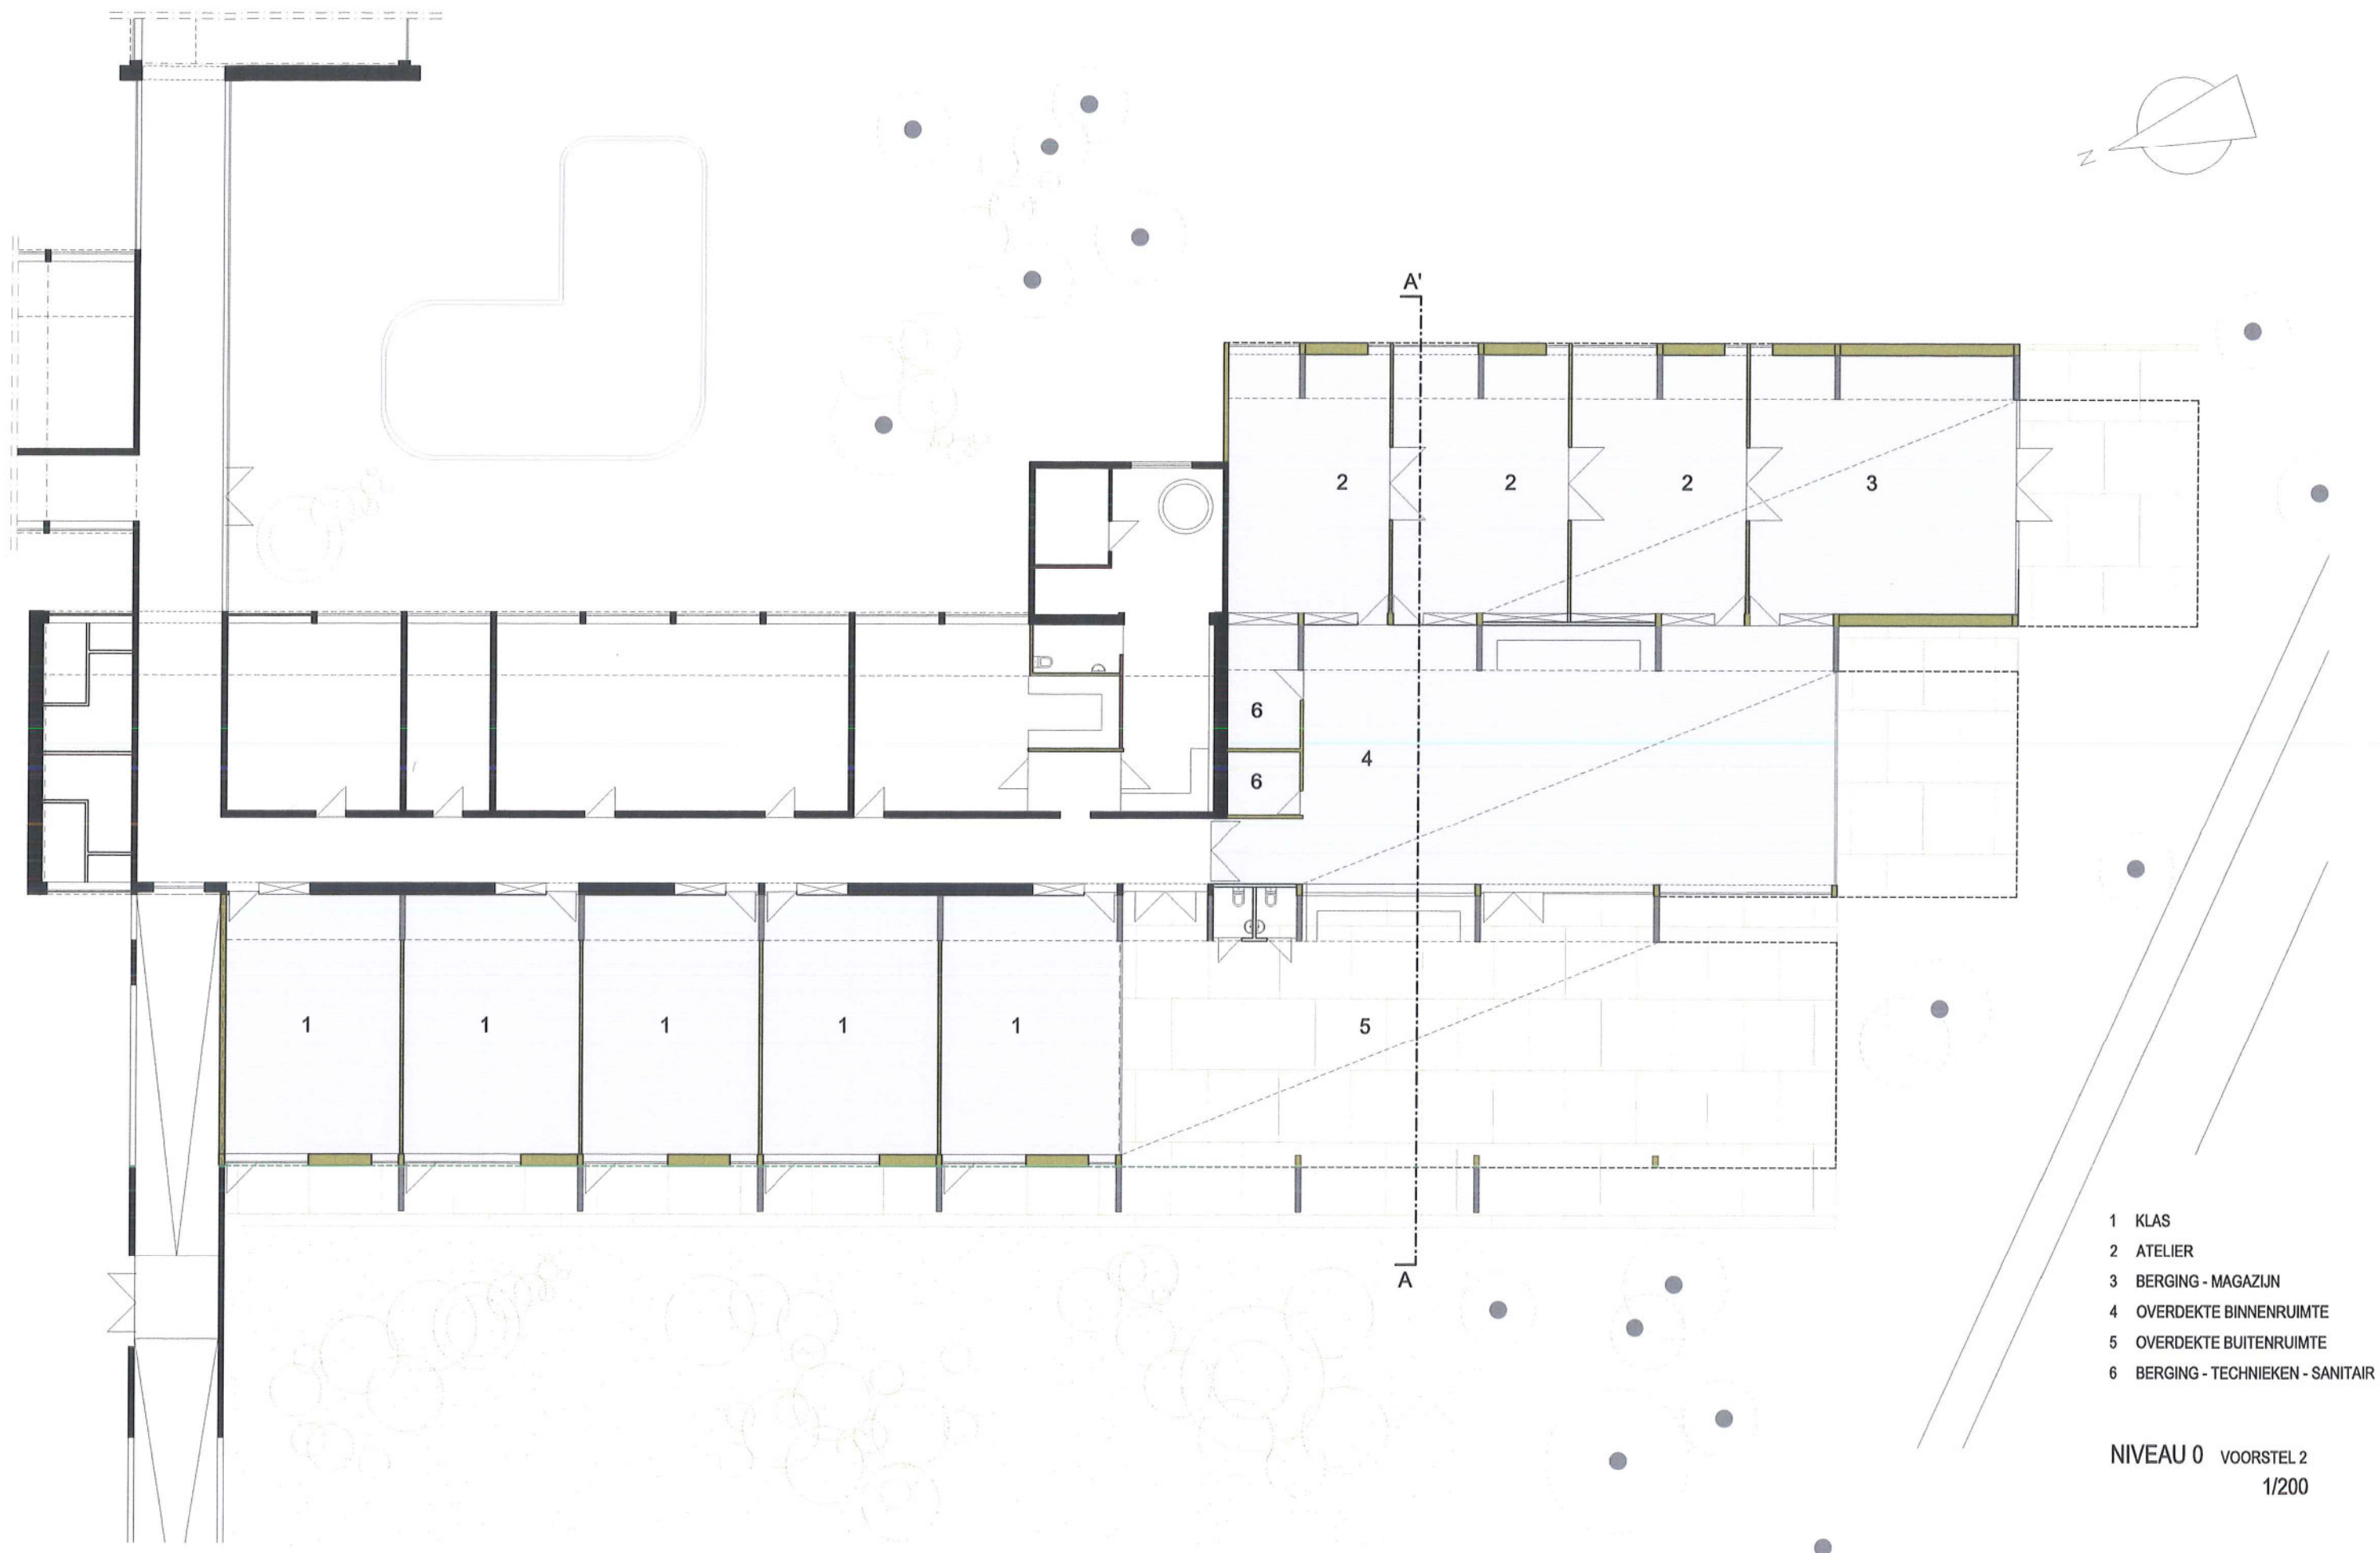 N
A'
2 2 2 3
6
4
6
1 1 1 1 1 5
A
1 KLAS
2 ATELIER
3 BERGING - MAGAZIJN
4 OVERDEKTE BINNENRUIMTE
5 OVERDEKTE BUITENRUIMTE
6 BERGING - TECHNIEKEN - SANITAIR
NIVEAU 0 VOORSTEL 2
1/200